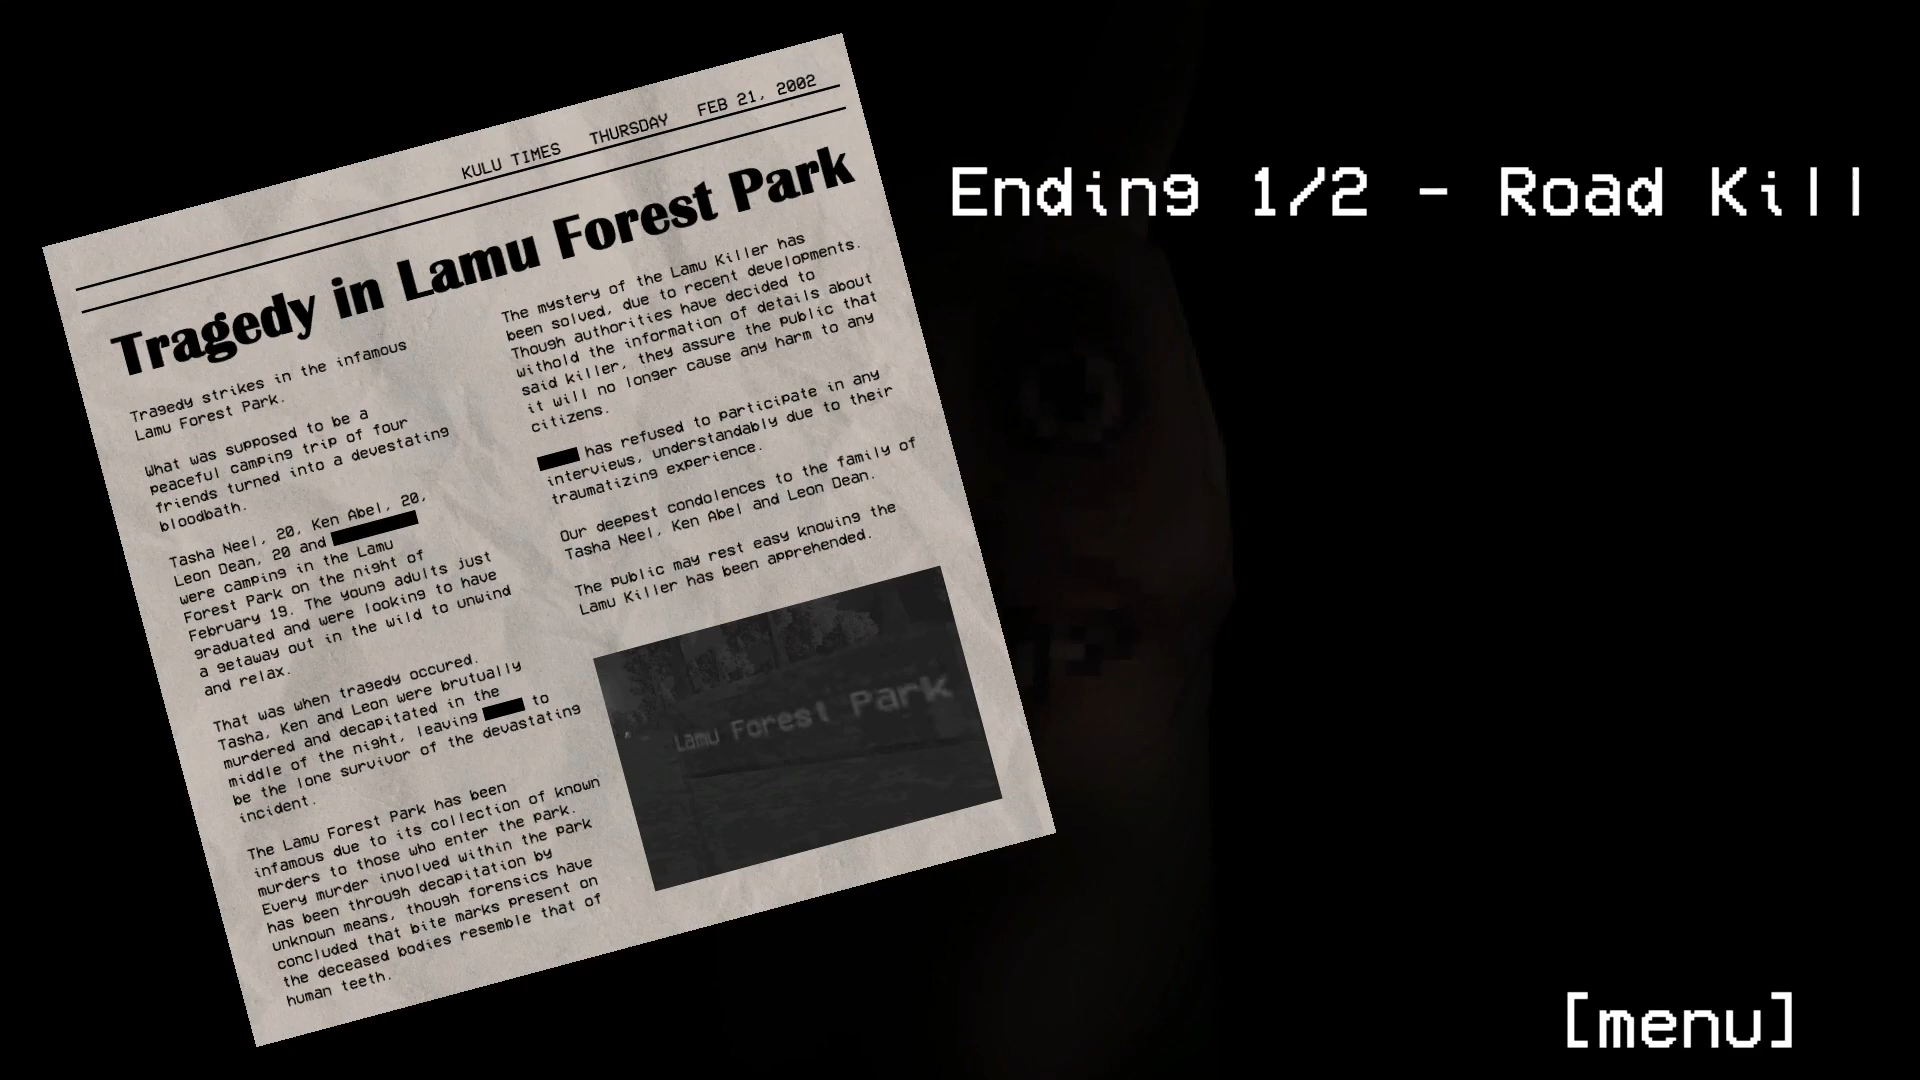 KULU TIMES THURSDAY FEB 21, 2002
Tragedy in Lamu Forest Park
Tragedy strikes in the infamous
Lamu Forest Park.
What was supposed to be a
peaceful camping trip of four
friends turned into a devestating
bloodbath.
Tasha Neel, 20, Ken Abel, 20,
Leon Dean, 20 and
were camping in the Lamu
Forest Park on the night of
February 19. The young adults just
graduated and were looking to have
a getaway out in the wild to unwind
and relax.
That was when tragedy occured.
Tasha, Ken and Leon were brutually
murdered and decapitated in the
middle of the night, leaving to
be the lone survivor of the devastating
incident.
The Lamu Forest Park has been
infamous due to its collection of known
murders to those who enter the park.
Every murder involved within the park
has been through decapitation by
unknown means, though forensics have
concluded that bite marks present on
the deceased bodies resemble that of
human teeth.
The mystery of the Lamu Killer has
been solved, due to recent developments.
Though authorities have decided to
withold the information of details about
said killer, they assure the public that
it will no longer cause any harm to any
citizens.
has refused to participate in any
interviews, understandably due to their
traumatizing experience.
Our deepest condolences to the family of
Tasha Neel, Ken Abel and Leon Dean.
The public may rest easy knowing the
Lamu Killer has been apprehended.
Lamu Forest Park
Ending 1/2 - Road Kill
[menu]